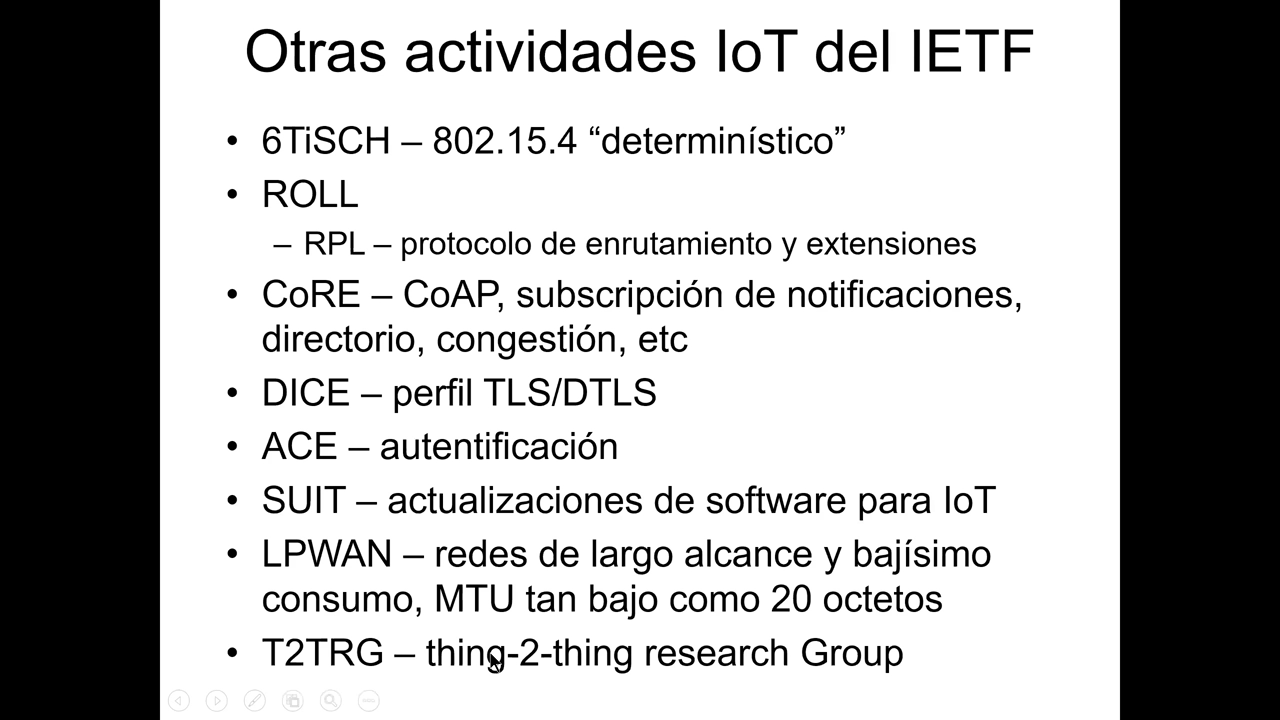 Otras actividades IoT del IETF
• 6TiSCH – 802.15.4 “determinístico”
• ROLL
– RPL – protocolo de enrutamiento y extensiones
• CoRE – CoAP, subscripción de notificaciones,
directorio, congestión, etc
• DICE – perfil TLS/DTLS
• ACE – autentificación
• SUIT – actualizaciones de software para IoT
• LPWAN – redes de largo alcance y bajísimo
consumo, MTU tan bajo como 20 octetos
• T2TRG – thing-2-thing research Group